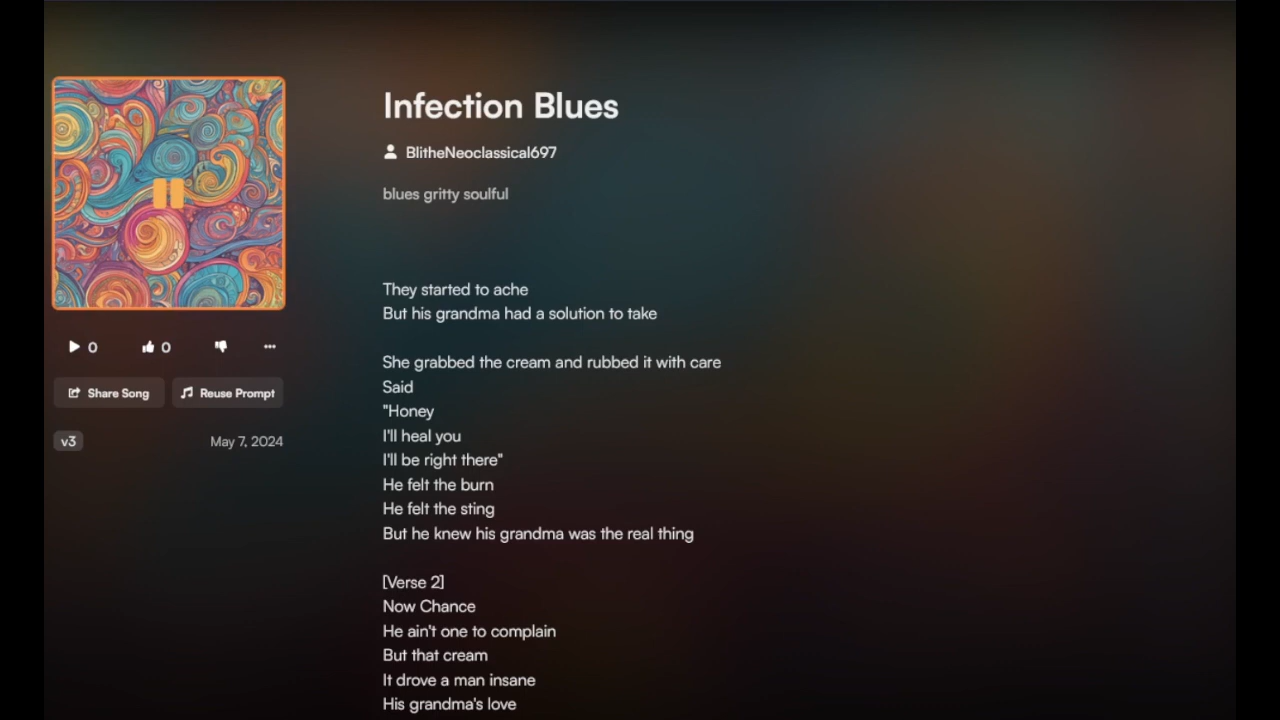 Infection Blues
BlitheNeoclassical697
blues gritty soulful
They started to ache
But his grandma had a solution to take
She grabbed the cream and rubbed it with care
Said
"Honey
I'll heal you
I'll be right there"
He felt the burn
He felt the sting
But he knew his grandma was the real thing
[Verse 2]
Now Chance
He ain't one to complain
But that cream
It drove a man insane
His grandma's love
0 0
Share Song Reuse Prompt
v3 May 7, 2024